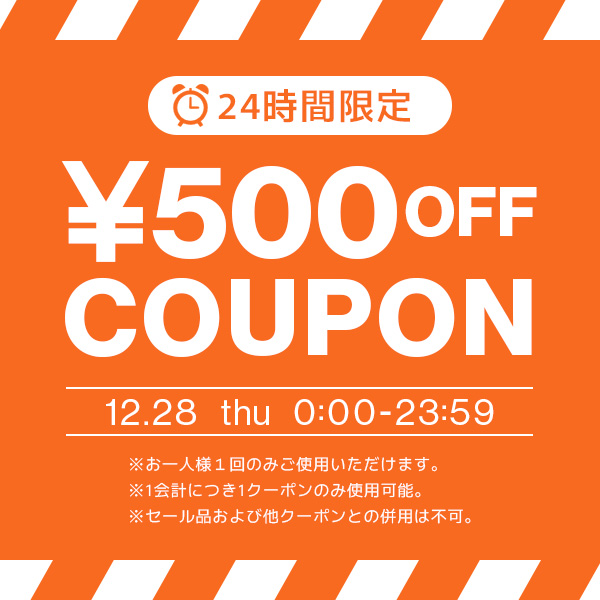 24時間限定
¥500 OFF
COUPON
12.28 thu 0:00-23:59
※お一人様１回のみご使用いただけます。
※1会計につき1クーポンのみ使用可能。
※セール品および他クーポンとの併用は不可。